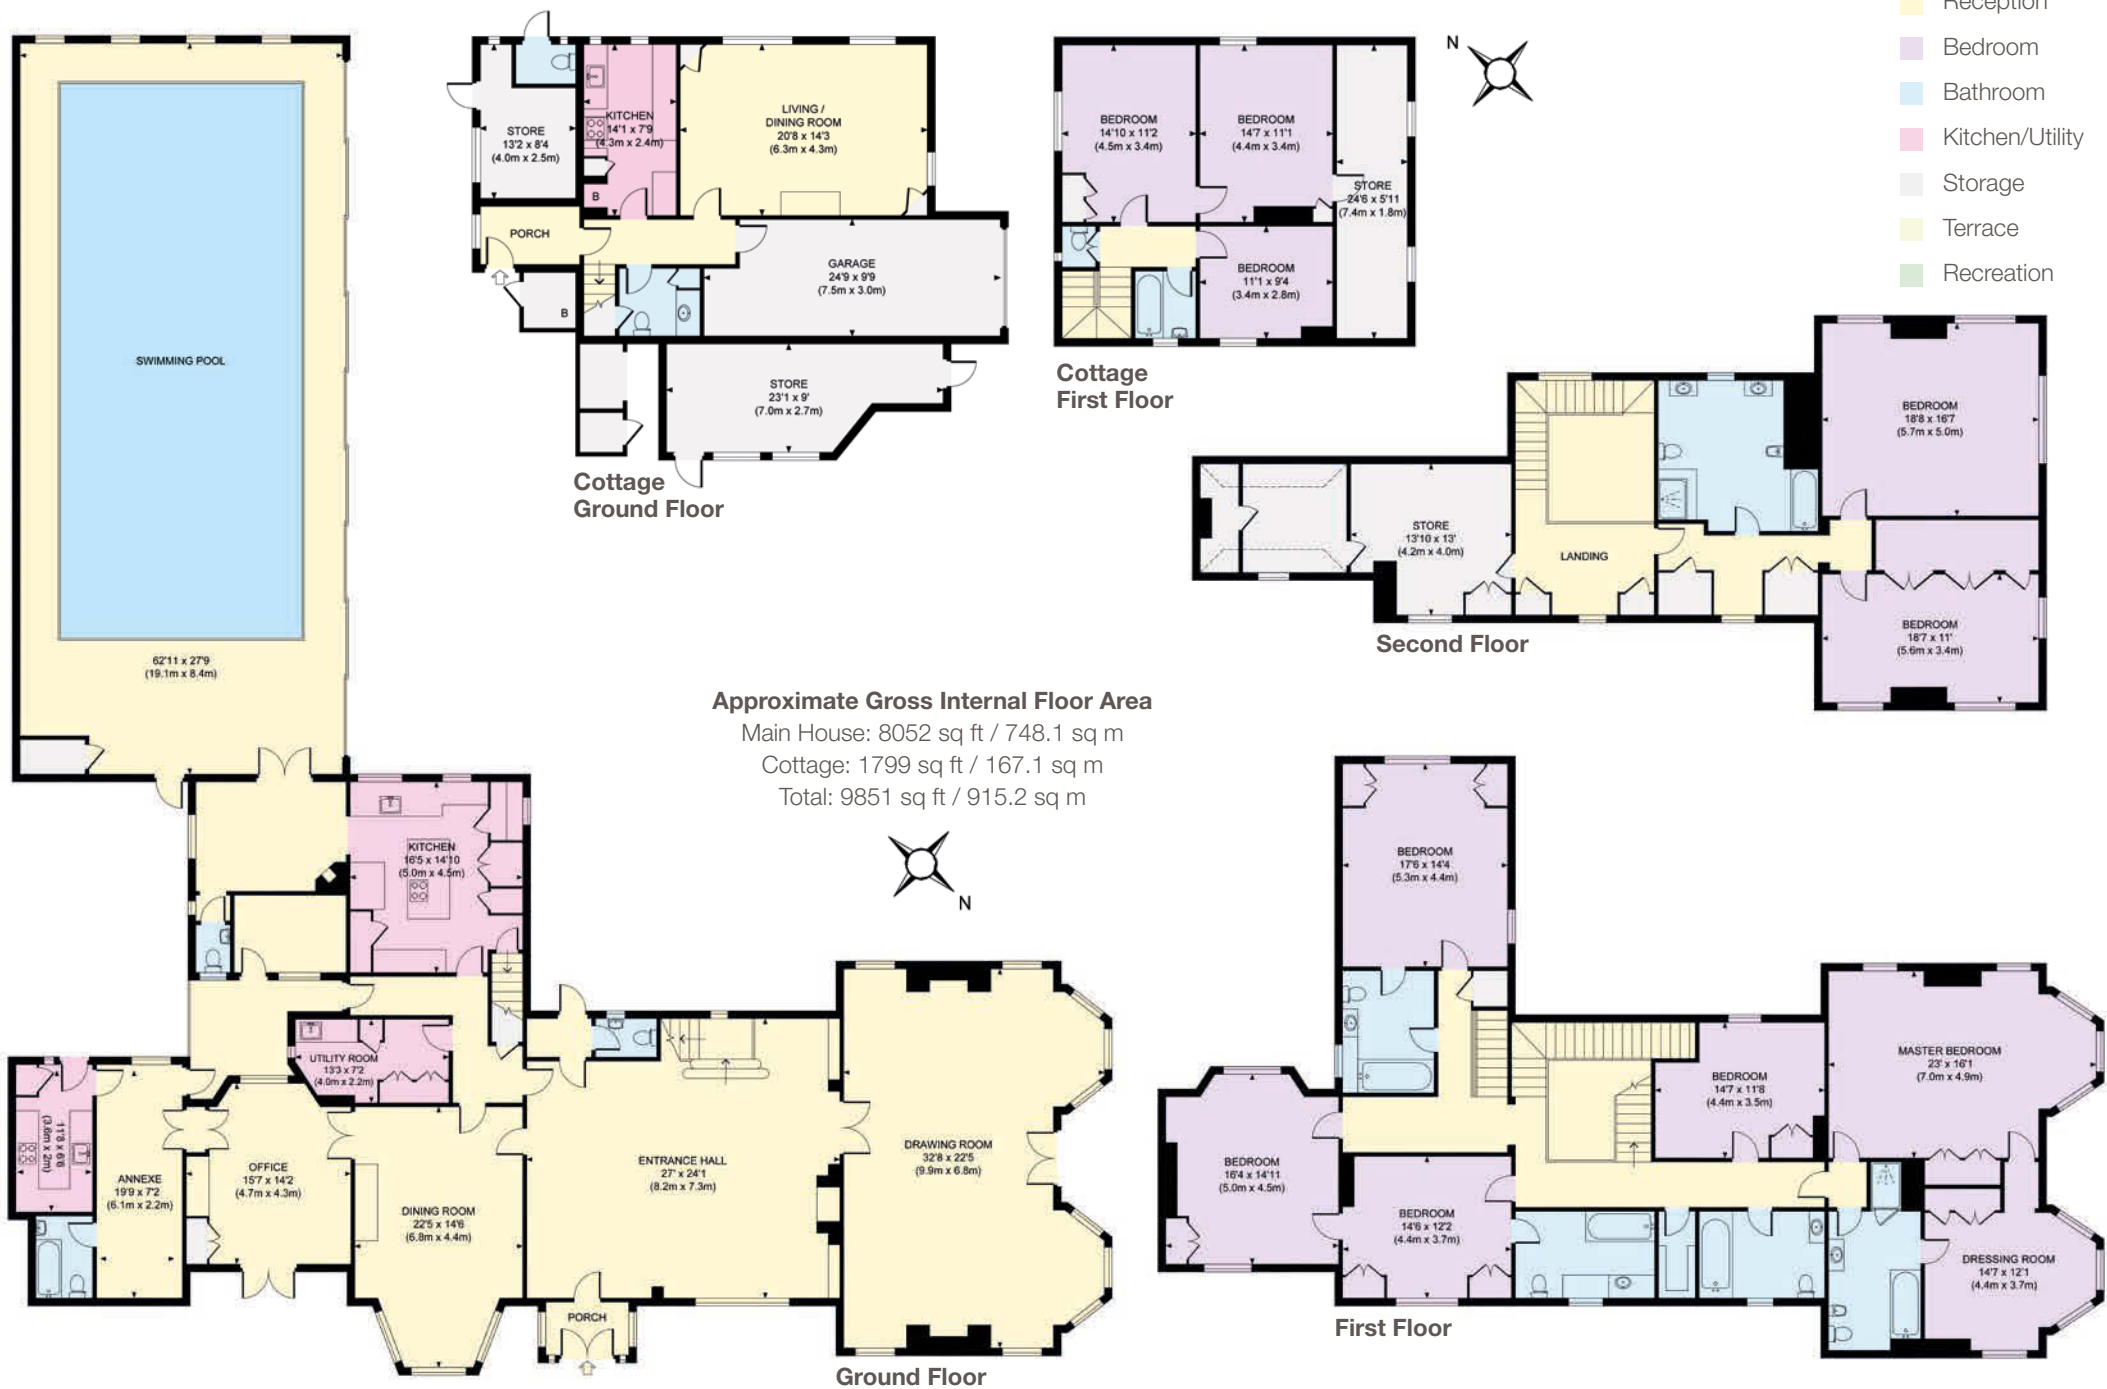 Reception
Bedroom
Bathroom
Kitchen/Utility
Storage
Terrace
Recreation
N
SWIMMING POOL
62'11 x 27'9
(19.1m x 8.4m)
STORE
13'2 x 8'4
(4.0m x 2.5m)
KITCHEN
14'1 x 7'9
(4.3m x 2.4m)
B
LIVING /
DINING ROOM
20'8 x 14'3
(6.3m x 4.3m)
PORCH
B
GARAGE
24'9 x 9'9
(7.5m x 3.0m)
STORE
23'1 x 9'
(7.0m x 2.7m)
Cottage
Ground Floor
BEDROOM
14'10 x 11'2
(4.5m x 3.4m)
BEDROOM
14'7 x 11'1
(4.4m x 3.4m)
STORE
24'6 x 5'11
(7.4m x 1.8m)
BEDROOM
11'1 x 9'4
(3.4m x 2.8m)
Cottage
First Floor
BEDROOM
18'8 x 16'7
(5.7m x 5.0m)
STORE
13'10 x 13'
(4.2m x 4.0m)
LANDING
BEDROOM
18'7 x 11'
(5.6m x 3.4m)
Second Floor
Approximate Gross Internal Floor Area
Main House: 8052 sq ft / 748.1 sq m
Cottage: 1799 sq ft / 167.1 sq m
Total: 9851 sq ft / 915.2 sq m
N
KITCHEN
16'5 x 14'10
(5.0m x 4.5m)
UTILITY ROOM
13'3 x 7'2
(4.0m x 2.2m)
11'8 x 6'6
(3.6m x 2m)
ANNEXE
19'9 x 7'2
(6.1m x 2.2m)
OFFICE
15'7 x 14'2
(4.7m x 4.3m)
DINING ROOM
22'5 x 14'6
(6.8m x 4.4m)
ENTRANCE HALL
27' x 24'1
(8.2m x 7.3m)
DRAWING ROOM
32'8 x 22'5
(9.9m x 6.8m)
PORCH
Ground Floor
BEDROOM
17'6 x 14'4
(5.3m x 4.4m)
BEDROOM
16'4 x 14'11
(5.0m x 4.5m)
BEDROOM
14'6 x 12'2
(4.4m x 3.7m)
BEDROOM
14'7 x 11'8
(4.4m x 3.5m)
MASTER BEDROOM
23' x 16'1
(7.0m x 4.9m)
DRESSING ROOM
14'7 x 12'1
(4.4m x 3.7m)
First Floor